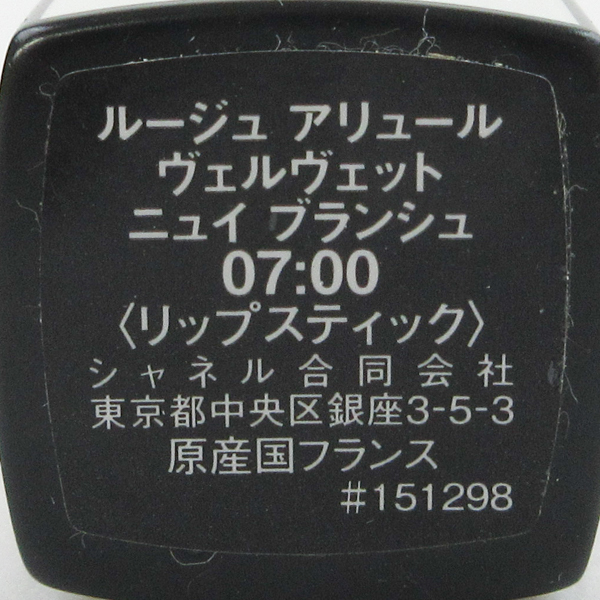 ルージュ アリュール
ヴェルヴェット
ニュイ ブランシュ
07:00
〈リップスティック〉
シャネル合同会社
東京都中央区銀座3-5-3
原産国フランス
#151298